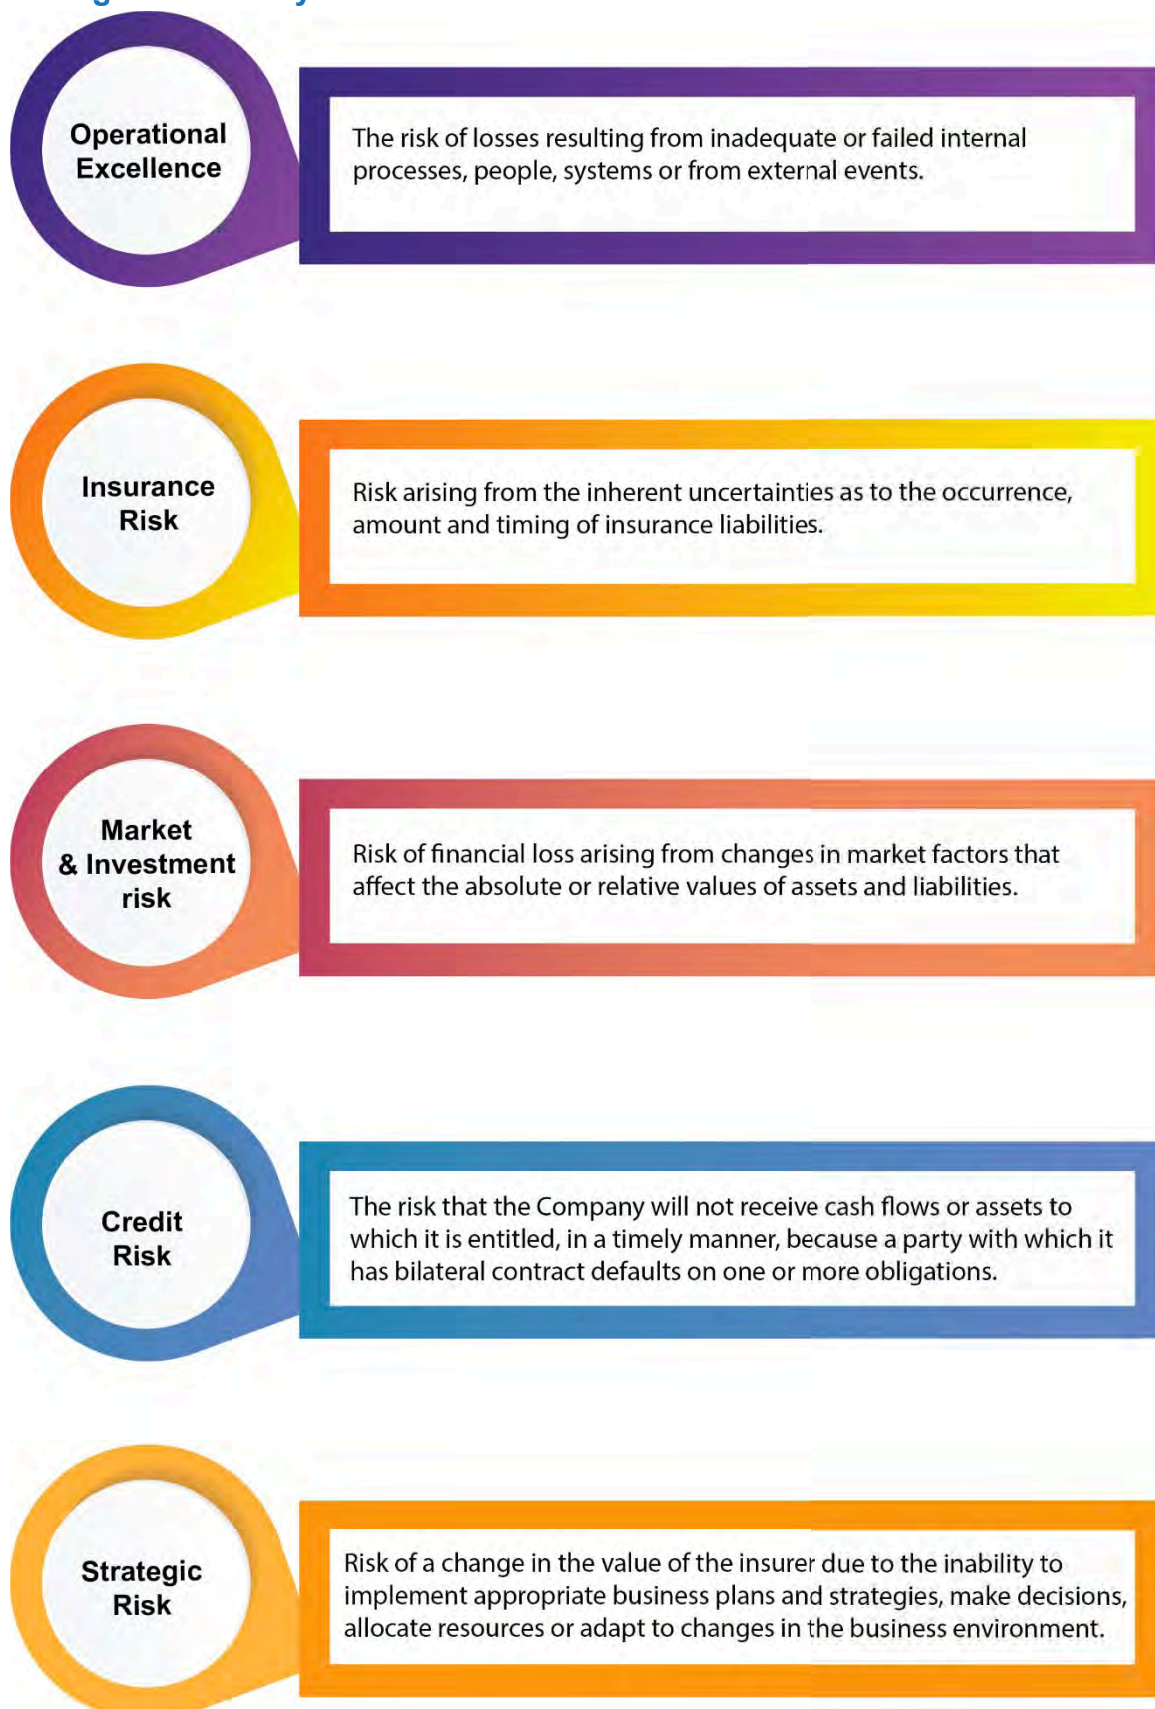 Operational
Excellence
The risk of losses resulting from inadequate or failed internal
processes, people, systems or from external events.
Insurance
Risk
Risk arising from the inherent uncertainties as to the occurrence,
amount and timing of insurance liabilities.
Market
& Investment
risk
Risk of financial loss arising from changes in market factors that
affect the absolute or relative values of assets and liabilities.
Credit
Risk
The risk that the Company will not receive cash flows or assets to
which it is entitled, in a timely manner, because a party with which it
has bilateral contract defaults on one or more obligations.
Strategic
Risk
Risk of a change in the value of the insurer due to the inability to
implement appropriate business plans and strategies, make decisions,
allocate resources or adapt to changes in the business environment.